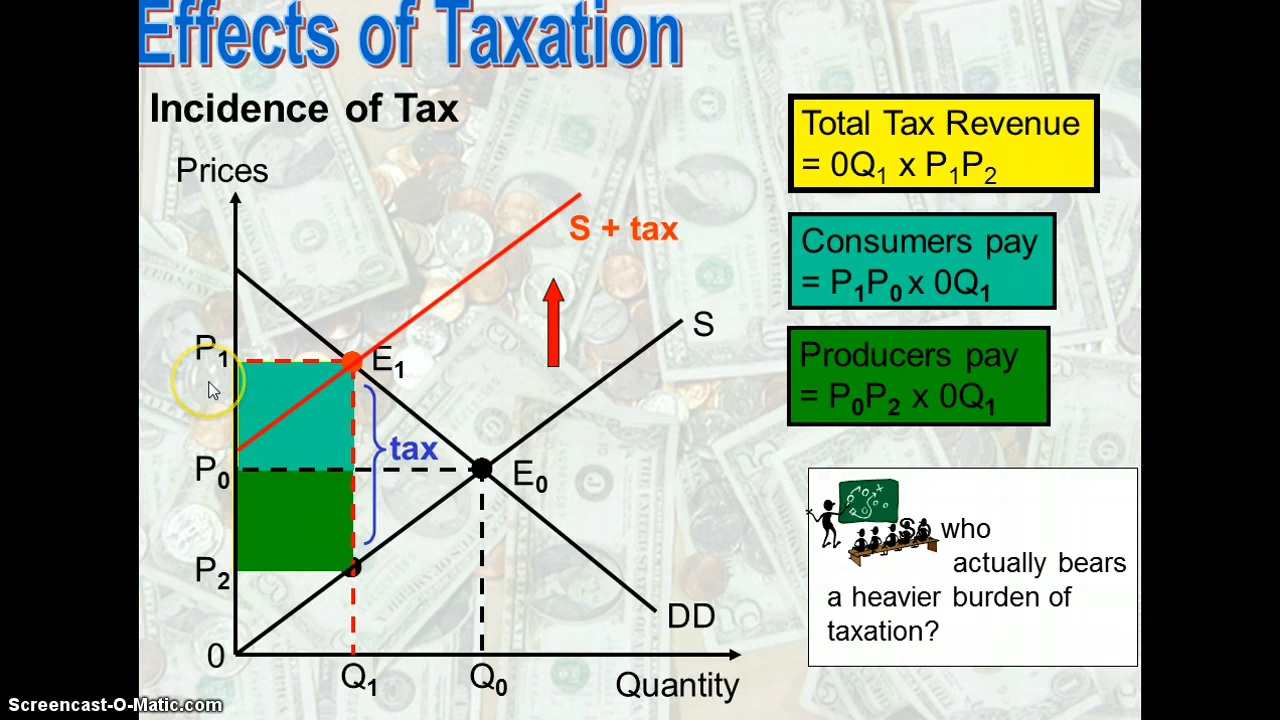 Effects of Taxation
Incidence of Tax
Prices
S + tax
S
P₁
E₁
tax
P₀
E₀
P₂
DD
0
Q₁
Q₀
Quantity
Total Tax Revenue
= 0Q₁ x P₁P₂
Consumers pay
= P₁P₀ x 0Q₁
Producers pay
= P₀P₂ x 0Q₁
So who
actually bears
a heavier burden of
taxation?
Screencast-O-Matic.com